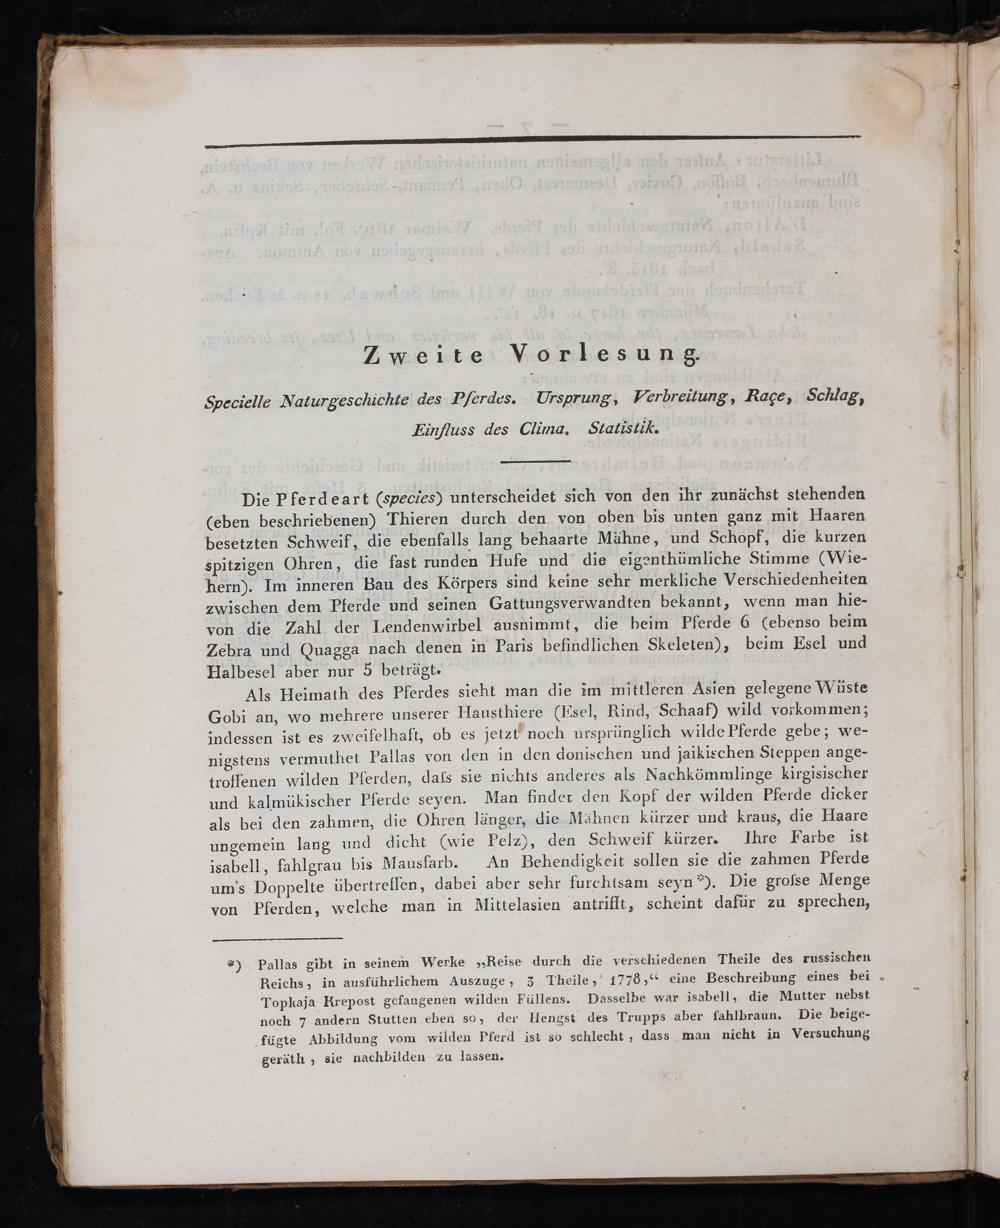 Zweite Vorlesung.
Specielle Naturgeschichte des Pferdes. Ursprung, Verbreitung, Raçe, Schlag,
Einfluss des Clima. Statistik.
Die Pferdeart (species) unterscheidet sich von den ihr zunächst stehenden
(eben beschriebenen) Thieren durch den von oben bis unten ganz mit Haaren
besetzten Schweif, die ebenfalls lang behaarte Mähne, und Schopf, die kurzen
spitzigen Ohren, die fast runden Hufe und die eigenthümliche Stimme (Wie-
hern). Im inneren Bau des Körpers sind keine sehr merkliche Verschiedenheiten
zwischen dem Pferde und seinen Gattungsverwandten bekannt, wenn man hie-
von die Zahl der Lendenwirbel ausnimmt, die beim Pferde 6 (ebenso beim
Zebra und Quagga nach denen in Paris befindlichen Skeleten), beim Esel und
Halbesel aber nur 5 beträgt.
Als Heimath des Pferdes sieht man die im mittleren Asien gelegene Wüste
Gobi an, wo mehrere unserer Hausthiere (Esel, Rind, Schaaf) wild vorkommen;
indessen ist es zweifelhaft, ob es jetzt noch ursprünglich wilde Pferde gebe; we-
nigstens vermuthet Pallas von den in den donischen und jaikischen Steppen ange-
troffenen wilden Pferden, daſs sie nichts anderes als Nachkömmlinge kirgisischer
und kalmükischer Pferde seyen. Man findet den Kopf der wilden Pferde dicker
als bei den zahmen, die Ohren länger, die Mähnen kürzer und kraus, die Haare
ungemein lang und dicht (wie Pelz), den Schweif kürzer. Ihre Farbe ist
isabell, fahlgrau bis Mausfarb. An Behendigkeit sollen sie die zahmen Pferde
um's Doppelte übertreffen, dabei aber sehr furchtsam seyn*). Die groſse Menge
von Pferden, welche man in Mittelasien antrifft, scheint dafür zu sprechen,
*) Pallas gibt in seinem Werke „Reise durch die verschiedenen Theile des russischen
Reichs, in ausführlichem Auszuge, 3 Theile, 1778,“ eine Beschreibung eines bei
Topkaja Krepost gefangenen wilden Füllens. Dasselbe war isabell, die Mutter nebst
noch 7 andern Stutten eben so, der Hengst des Trupps aber fahlbraun. Die beige-
fügte Abbildung vom wilden Pferd ist so schlecht, dass man nicht in Versuchung
geräth, sie nachbilden zu lassen.